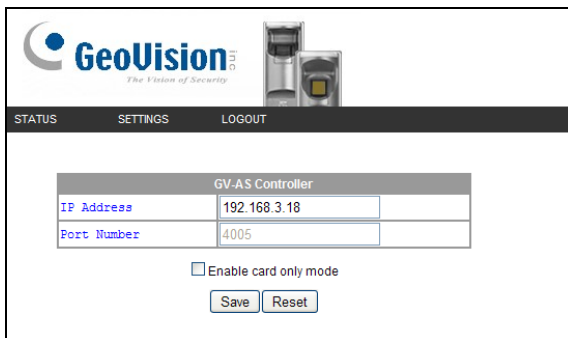 GeoVision inc
The Vision of Security
STATUS SETTINGS LOGOUT
GV-AS Controller
IP Address 192.168.3.18
Port Number 4005
Enable card only mode
Save Reset